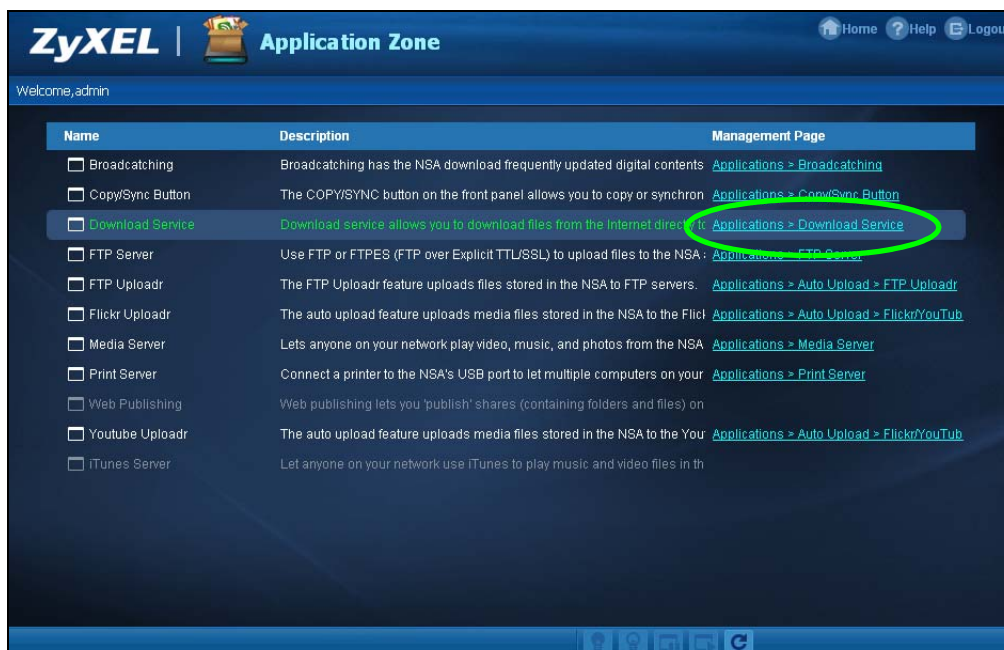 ZyXEL | Application Zone Home Help Logou
Welcome,admin
Name Description Management Page
Broadcatching Broadcatching has the NSA download frequently updated digital contents Applications > Broadcatching
Copy/Sync Button The COPY/SYNC button on the front panel allows you to copy or synchron Applications > Copy/Sync Button
Download Service Download service allows you to download files from the Internet directly to Applications > Download Service
FTP Server Use FTP or FTPES (FTP over Explicit TTL/SSL) to upload files to the NSA Applications > FTP Server
FTP Uploadr The FTP Uploadr feature uploads files stored in the NSA to FTP servers. Applications > Auto Upload > FTP Uploadr
Flickr Uploadr The auto upload feature uploads media files stored in the NSA to the Flick Applications > Auto Upload > Flickr/YouTub
Media Server Lets anyone on your network play video, music, and photos from the NSA Applications > Media Server
Print Server Connect a printer to the NSA's USB port to let multiple computers on your Applications > Print Server
Web Publishing Web publishing lets you 'publish' shares (containing folders and files) on
Youtube Uploadr The auto upload feature uploads media files stored in the NSA to the You Applications > Auto Upload > Flickr/YouTub
iTunes Server Let anyone on your network use iTunes to play music and video files in th